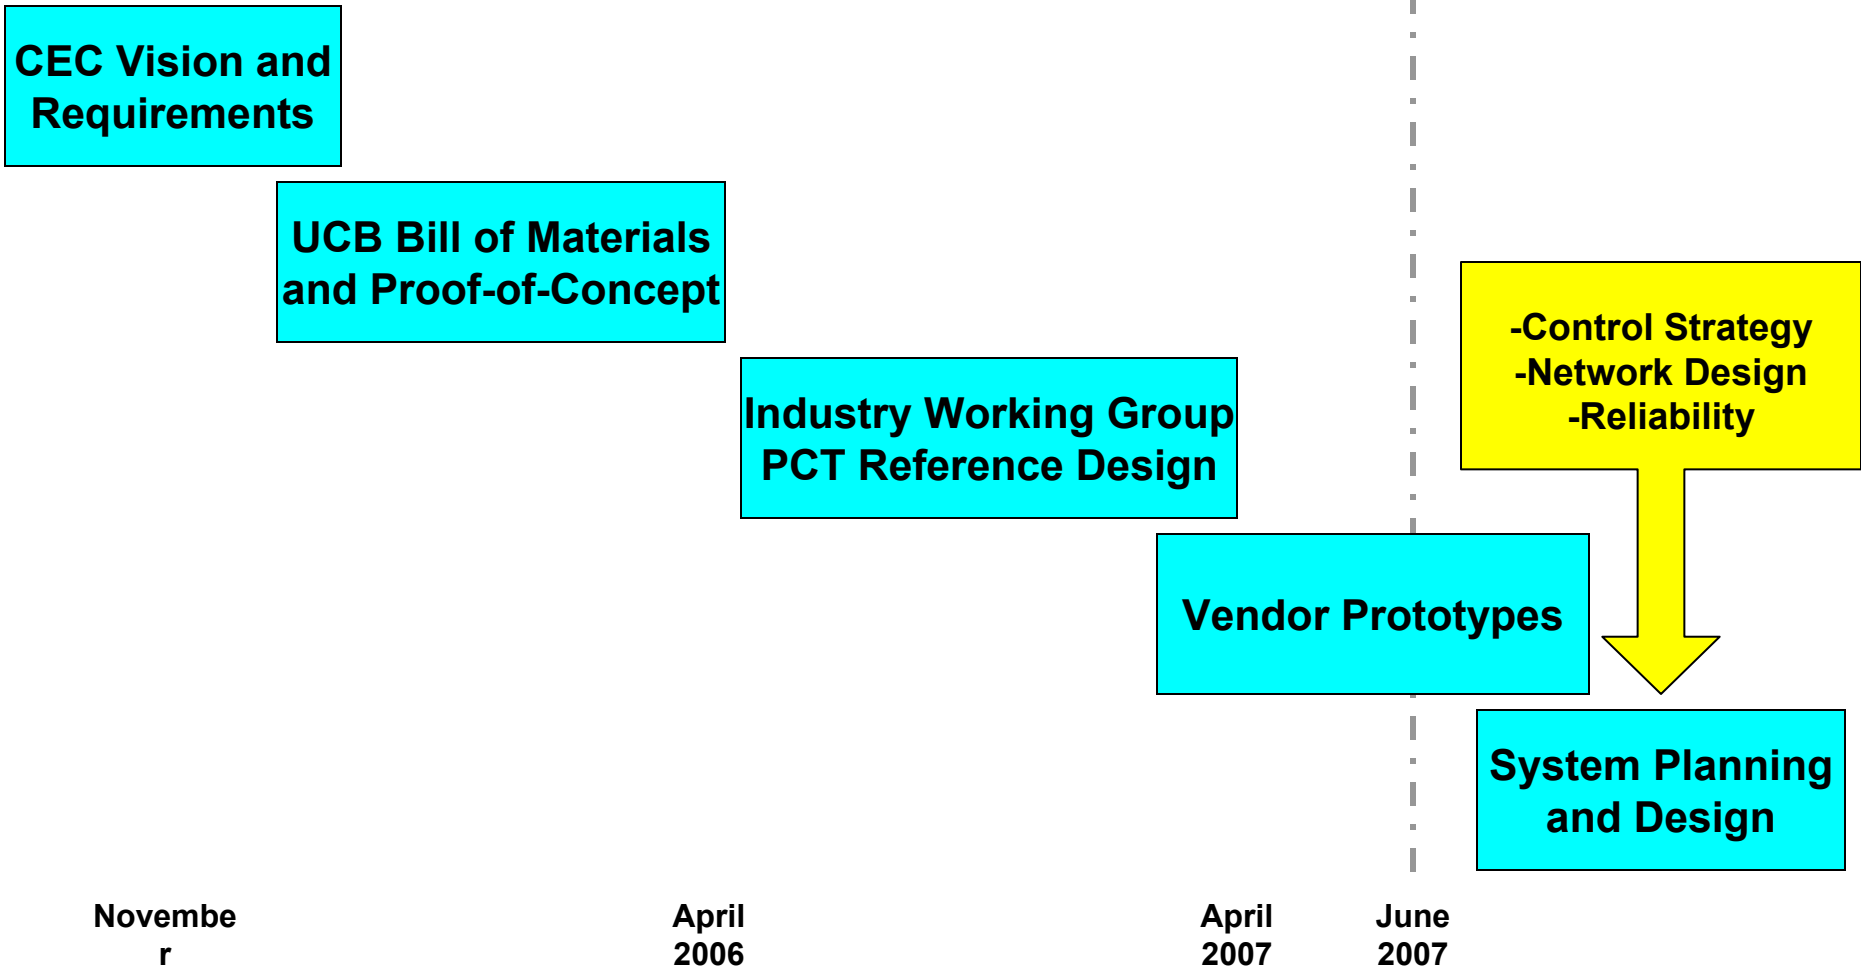 CEC Vision and
Requirements
UCB Bill of Materials
and Proof-of-Concept
Industry Working Group
PCT Reference Design
-Control Strategy
-Network Design
-Reliability
Vendor Prototypes
System Planning
and Design
Novembe
r
April
2006
April
2007
June
2007